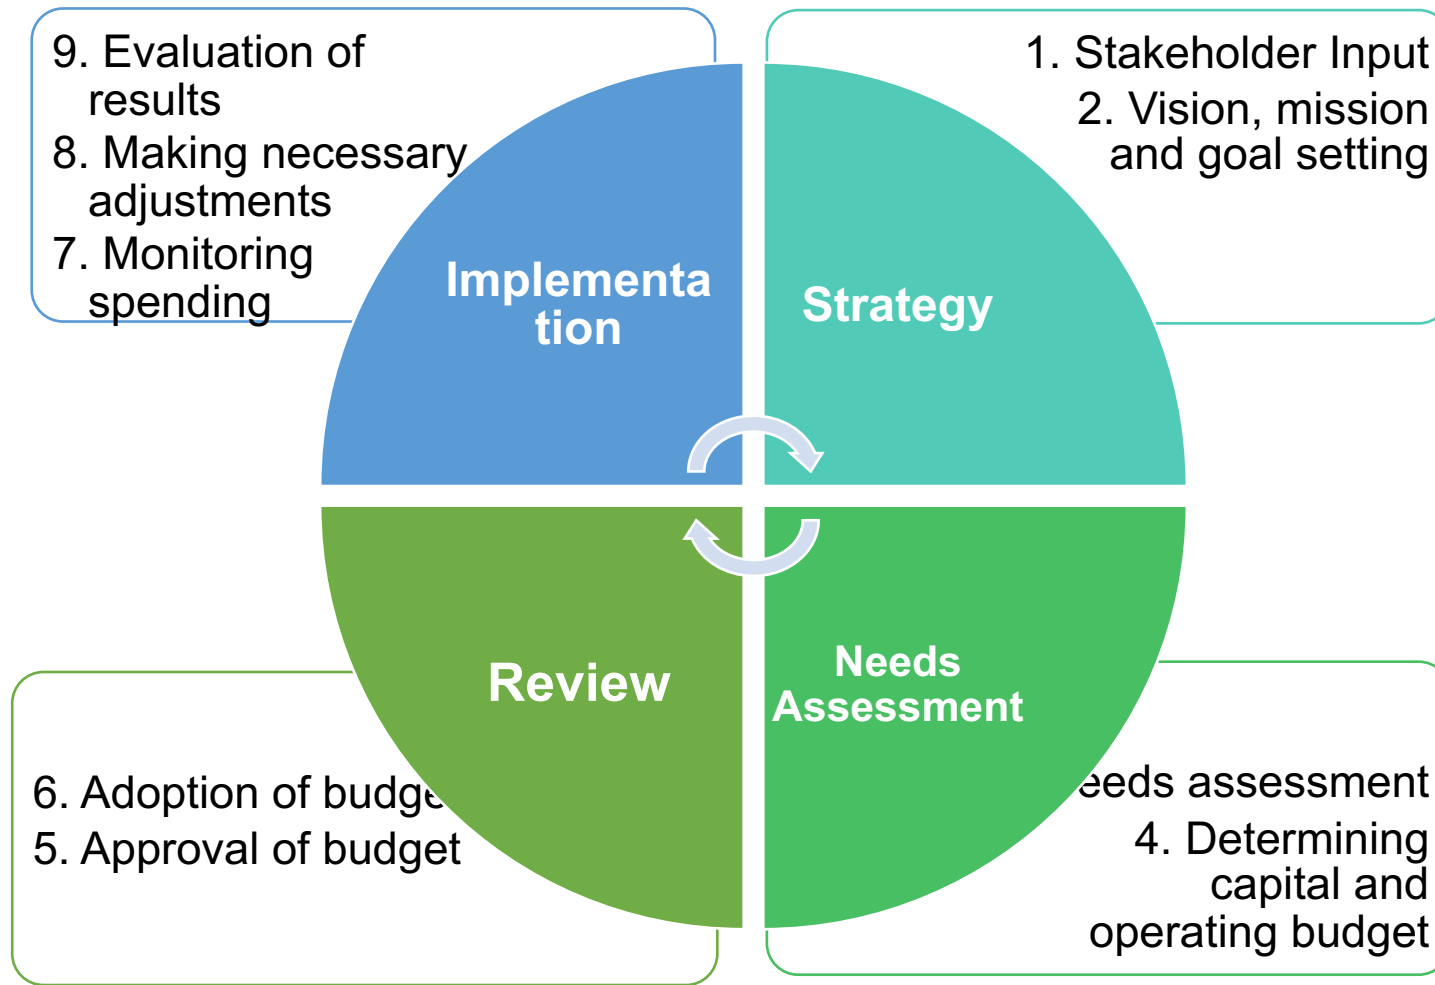 9. Evaluation of
results
8. Making necessary
adjustments
7. Monitoring
spending
1. Stakeholder Input
2. Vision, mission
and goal setting
Implementa
tion
Strategy
Review
Needs
Assessment
6. Adoption of
5. Approval of budget
assessment
4. Determining
capital and
operating budget